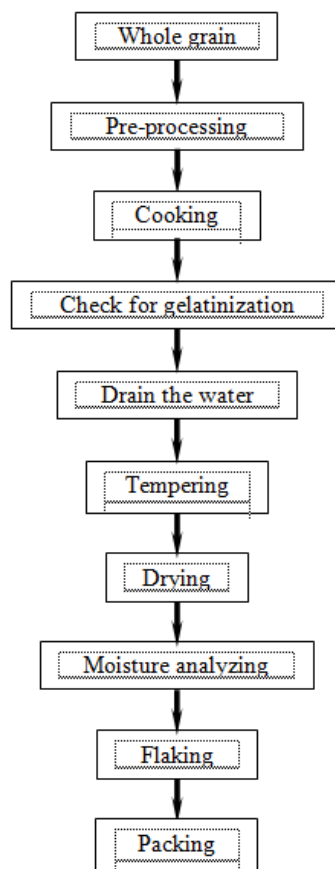 Whole grain
Pre-processing
Cooking
Check for gelatinization
Drain the water
Tempering
Drying
Moisture analyzing
Flaking
Packing